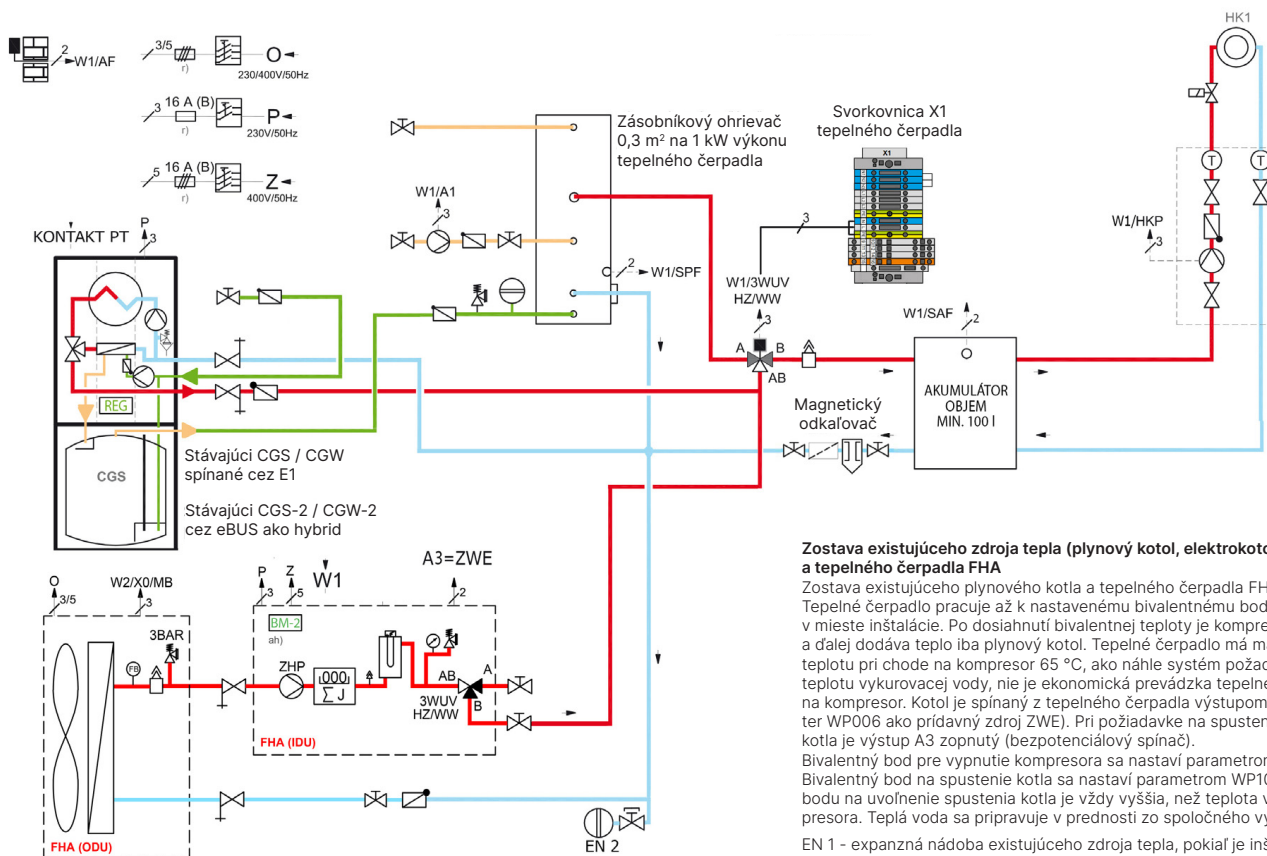 HK1
2
W1/AF
3/5
r)
O
230/400V/50Hz
3
16 A (B)
r)
P
230V/50Hz
5
16 A (B)
r)
Z
400V/50Hz
Zásobníkový ohrievač
0,3 m² na 1 kW výkonu
tepelného čerpadla
Svorkovnica X1
tepelného čerpadla
X1
3
W1/A1
3
KONTAKT PT
P
3
2
W1/SPF
W1/3WUV
HZ/WW
3
A
B
AB
W1/SAF
2
W1/HKP
3
T
T
AKUMULÁTOR
OBJEM
MIN. 100 l
Magnetický
odkaľovač
REG
CGS
Stávajúci CGS / CGW
spínané cez E1
Stávajúci CGS-2 / CGW-2
cez eBUS ako hybrid
O
3/5
W2/X0/MB
3
3BAR
FB
FHA (ODU)
P
3
Z
5
W1
A3=ZWE
2
BM-2
ah)
ZHP
000
Σ J
AB
A
B
3WUV
HZ/WW
FHA (IDU)
EN 2
Zostava existujúceho zdroja tepla (plynový kotol, elektrokoto
a tepelného čerpadla FHA
Zostava existujúceho plynového kotla a tepelného čerpadla FH
Tepelné čerpadlo pracuje až k nastavenému bivalentnému bod
v mieste inštalácie. Po dosiahnutí bivalentnej teploty je kompre
a ďalej dodáva teplo iba plynový kotol. Tepelné čerpadlo má m
teplotu pri chode na kompresor 65 °C, ako náhle systém požad
teplotu vykurovacej vody, nie je ekonomická prevádzka tepelne
na kompresor. Kotol je spínaný z tepelného čerpadla výstupom
ter WP006 ako prídavný zdroj ZWE). Pri požiadavke na spusten
kotla je výstup A3 zopnutý (bezpotenciálový spínač).
Bivalentný bod pre vypnutie kompresora sa nastaví parametron
Bivalentný bod na spustenie kotla sa nastaví parametrom WP10
bodu na uvoľnenie spustenia kotla je vždy vyššia, než teplota v
presora. Teplá voda sa pripravuje v prednosti zo spoločného vý
EN 1 - expanzná nádoba existujúceho zdroja tepla, pokiaľ je inš